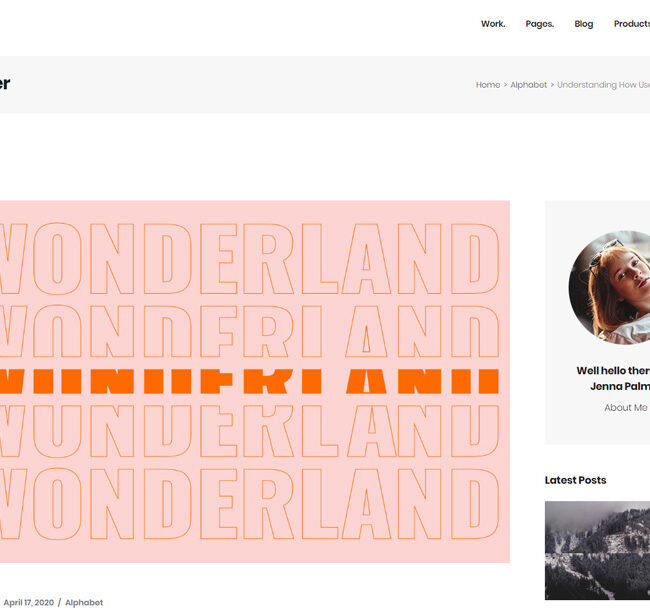 Work. Pages. Blog Products
er
Home > Alphabet > Understanding How Use
WONDERLAND
WONDERLAND
WONDERLAND
WONDERLAND
WONDERLAND
Well hello ther
Jenna Palm
About Me
Latest Posts
April 17, 2020 / Alphabet